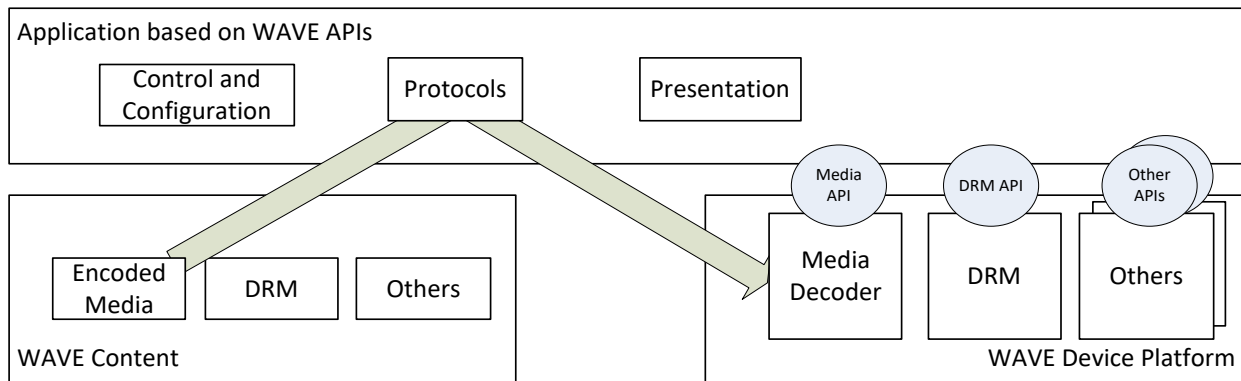 Application based on WAVE APIs
Control and
Configuration
Protocols
Presentation
Media
API
DRM API
Other
APIs
Encoded
Media
DRM
Others
WAVE Content
Media
Decoder
DRM
Others
WAVE Device Platform